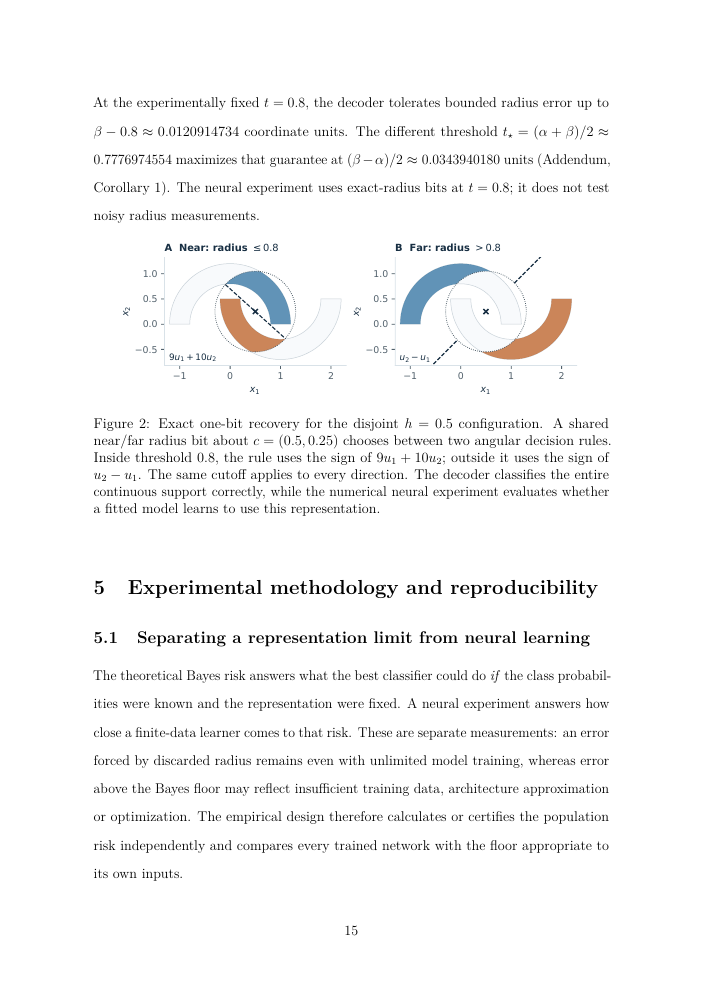 At the experimentally fixed t = 0.8, the decoder tolerates bounded radius error up to
β − 0.8 ≈ 0.0120914734 coordinate units. The different threshold t⋆ = (α + β)/2 ≈
0.7776974554 maximizes that guarantee at (β − α)/2 ≈ 0.0343940180 units (Addendum,
Corollary 1). The neural experiment uses exact-radius bits at t = 0.8; it does not test
noisy radius measurements.
A Near: radius ≤0.8
x₂
1.0
0.5
0.0
−0.5
9u₁ + 10u₂
−1 0 1 2
x₁
B Far: radius >0.8
x₂
1.0
0.5
0.0
−0.5
u₂ − u₁
−1 0 1 2
x₁
Figure 2: Exact one-bit recovery for the disjoint h = 0.5 configuration. A shared
near/far radius bit about c = (0.5, 0.25) chooses between two angular decision rules.
Inside threshold 0.8, the rule uses the sign of 9u₁ + 10u₂; outside it uses the sign of
u₂ − u₁. The same cutoff applies to every direction. The decoder classifies the entire
continuous support correctly, while the numerical neural experiment evaluates whether
a fitted model learns to use this representation.
5 Experimental methodology and reproducibility
5.1 Separating a representation limit from neural learning
The theoretical Bayes risk answers what the best classifier could do if the class probabil-
ities were known and the representation were fixed. A neural experiment answers how
close a finite-data learner comes to that risk. These are separate measurements: an error
forced by discarded radius remains even with unlimited model training, whereas error
above the Bayes floor may reflect insufficient training data, architecture approximation
or optimization. The empirical design therefore calculates or certifies the population
risk independently and compares every trained network with the floor appropriate to
its own inputs.
15